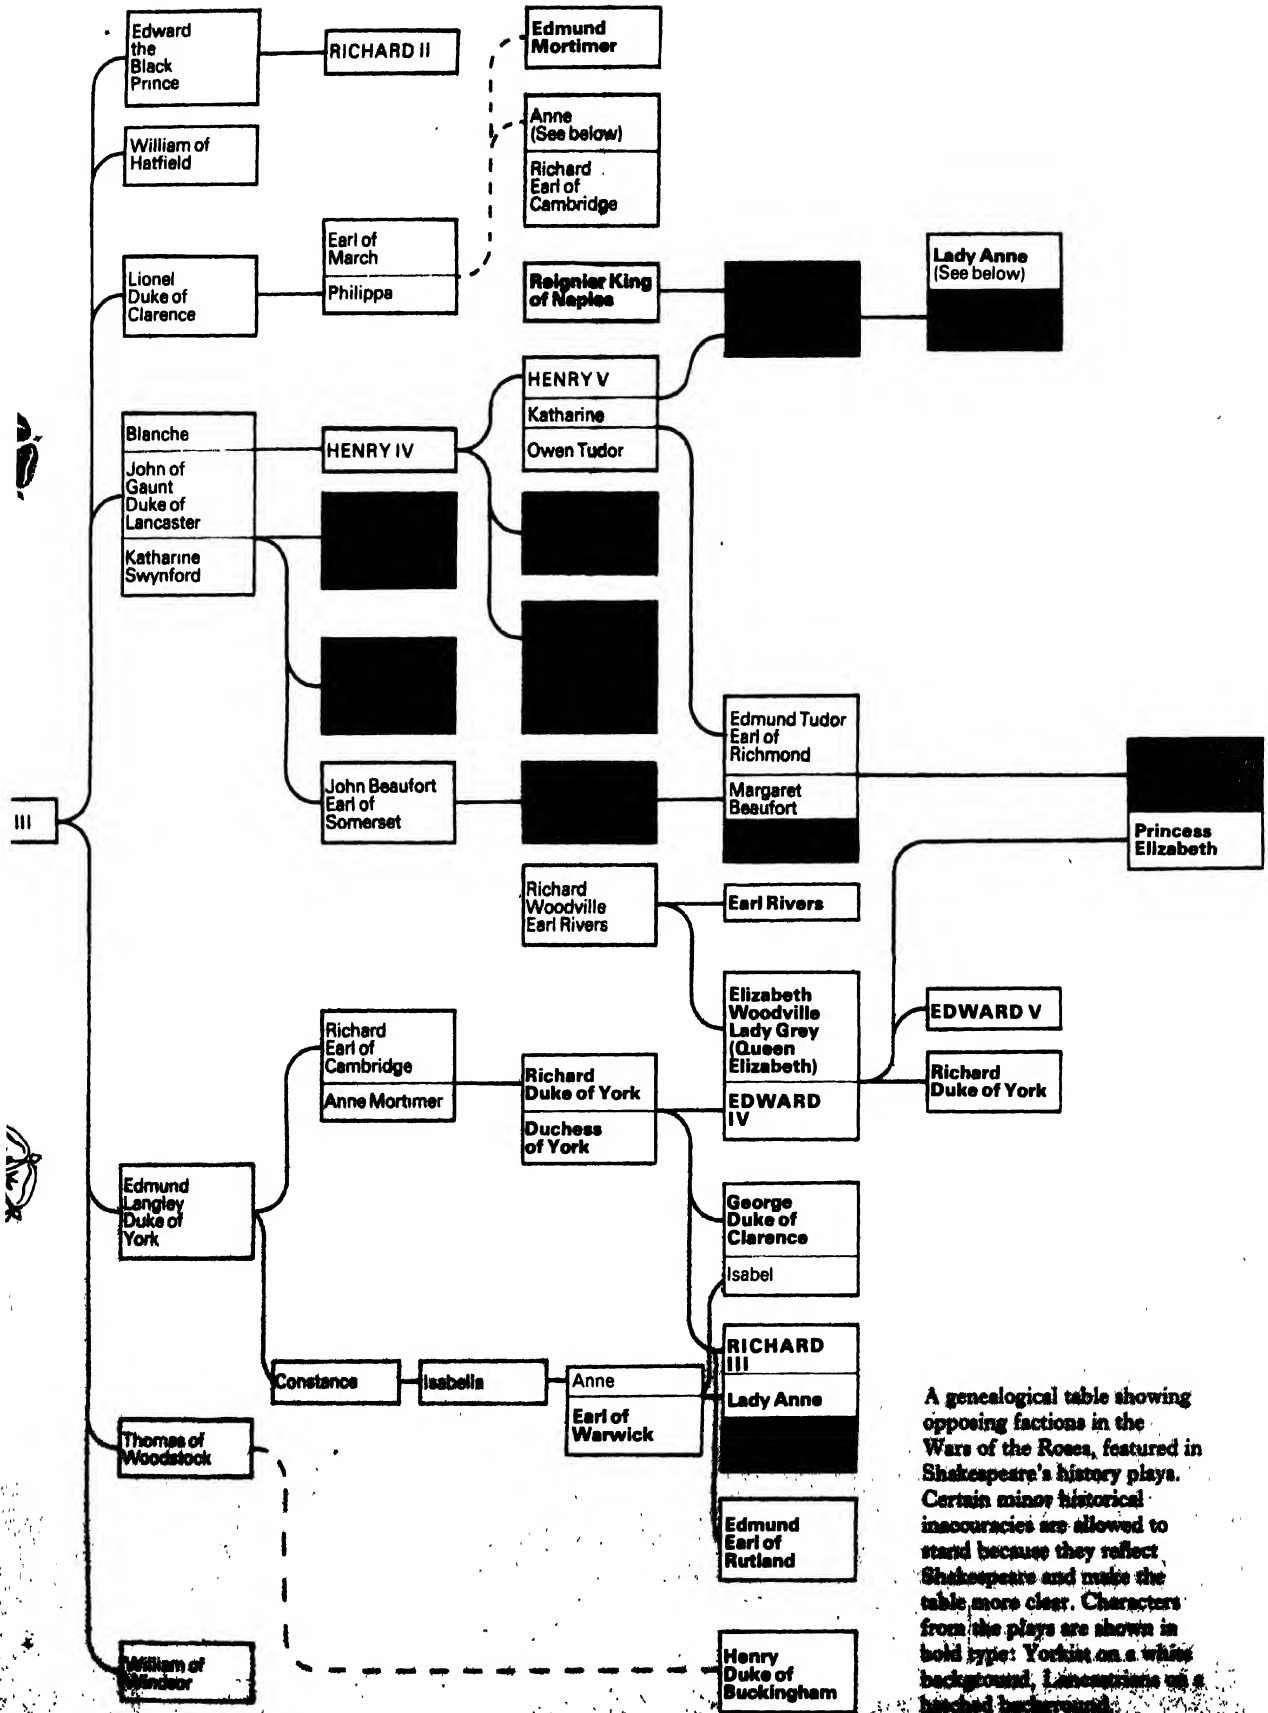 Edward
the
Black
Prince
RICHARD II
Edmund
Mortimer
William of
Hatfield
Anne
(See below)
Richard
Earl of
Cambridge
Lionel
Duke of
Clarence
Earl of
March
Philippa
Reignier King
of Naples
Lady Anne
(See below)
Blanche
John of
Gaunt
Duke of
Lancaster
Katharine
Swynford
HENRY IV
HENRY V
Katharine
Owen Tudor
III
John Beaufort
Earl of
Somerset
Edmund Tudor
Earl of
Richmond
Margaret
Beaufort
Princess
Elizabeth
Richard
Woodville
Earl Rivers
Earl Rivers
Elizabeth
Woodville
Lady Grey
(Queen
Elizabeth)
EDWARD
IV
EDWARD V
Richard
Duke of York
Richard
Earl of
Cambridge
Anne Mortimer
Richard
Duke of York
Duchess
of York
Edmund
Langley
Duke of
York
George
Duke of
Clarence
Isabel
Constance
Isabella
Anne
Earl of
Warwick
RICHARD
III
Lady Anne
Thomas of
Woodstock
Edmund
Earl of
Rutland
William of
Windsor
Henry
Duke of
Buckingham
A genealogical table showing
opposing factions in the
Wars of the Roses, featured in
Shakespeare's history plays.
Certain minor historical
inaccuracies are allowed to
stand because they reflect
Shakespeare and make the
table more clear. Characters
from the plays are shown in
bold type: Yorkist on a white
background, Lancastrians on a
hatched background.